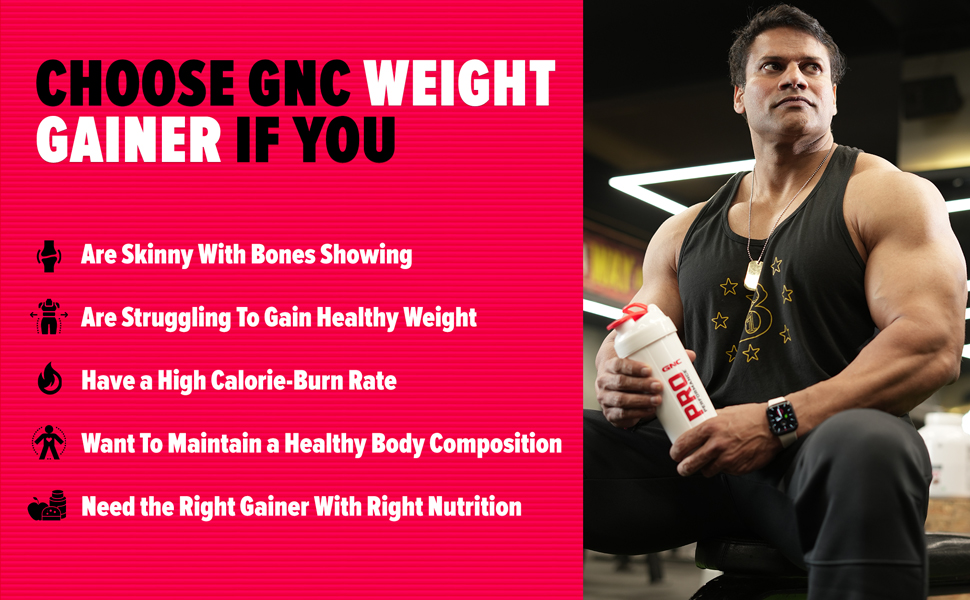 CHOOSE GNC WEIGHT
GAINER IF YOU
Are Skinny With Bones Showing
Are Struggling To Gain Healthy Weight
Have a High Calorie-Burn Rate
Want To Maintain a Healthy Body Composition
Need the Right Gainer With Right Nutrition
GNC
PRO
PERFORMANCE